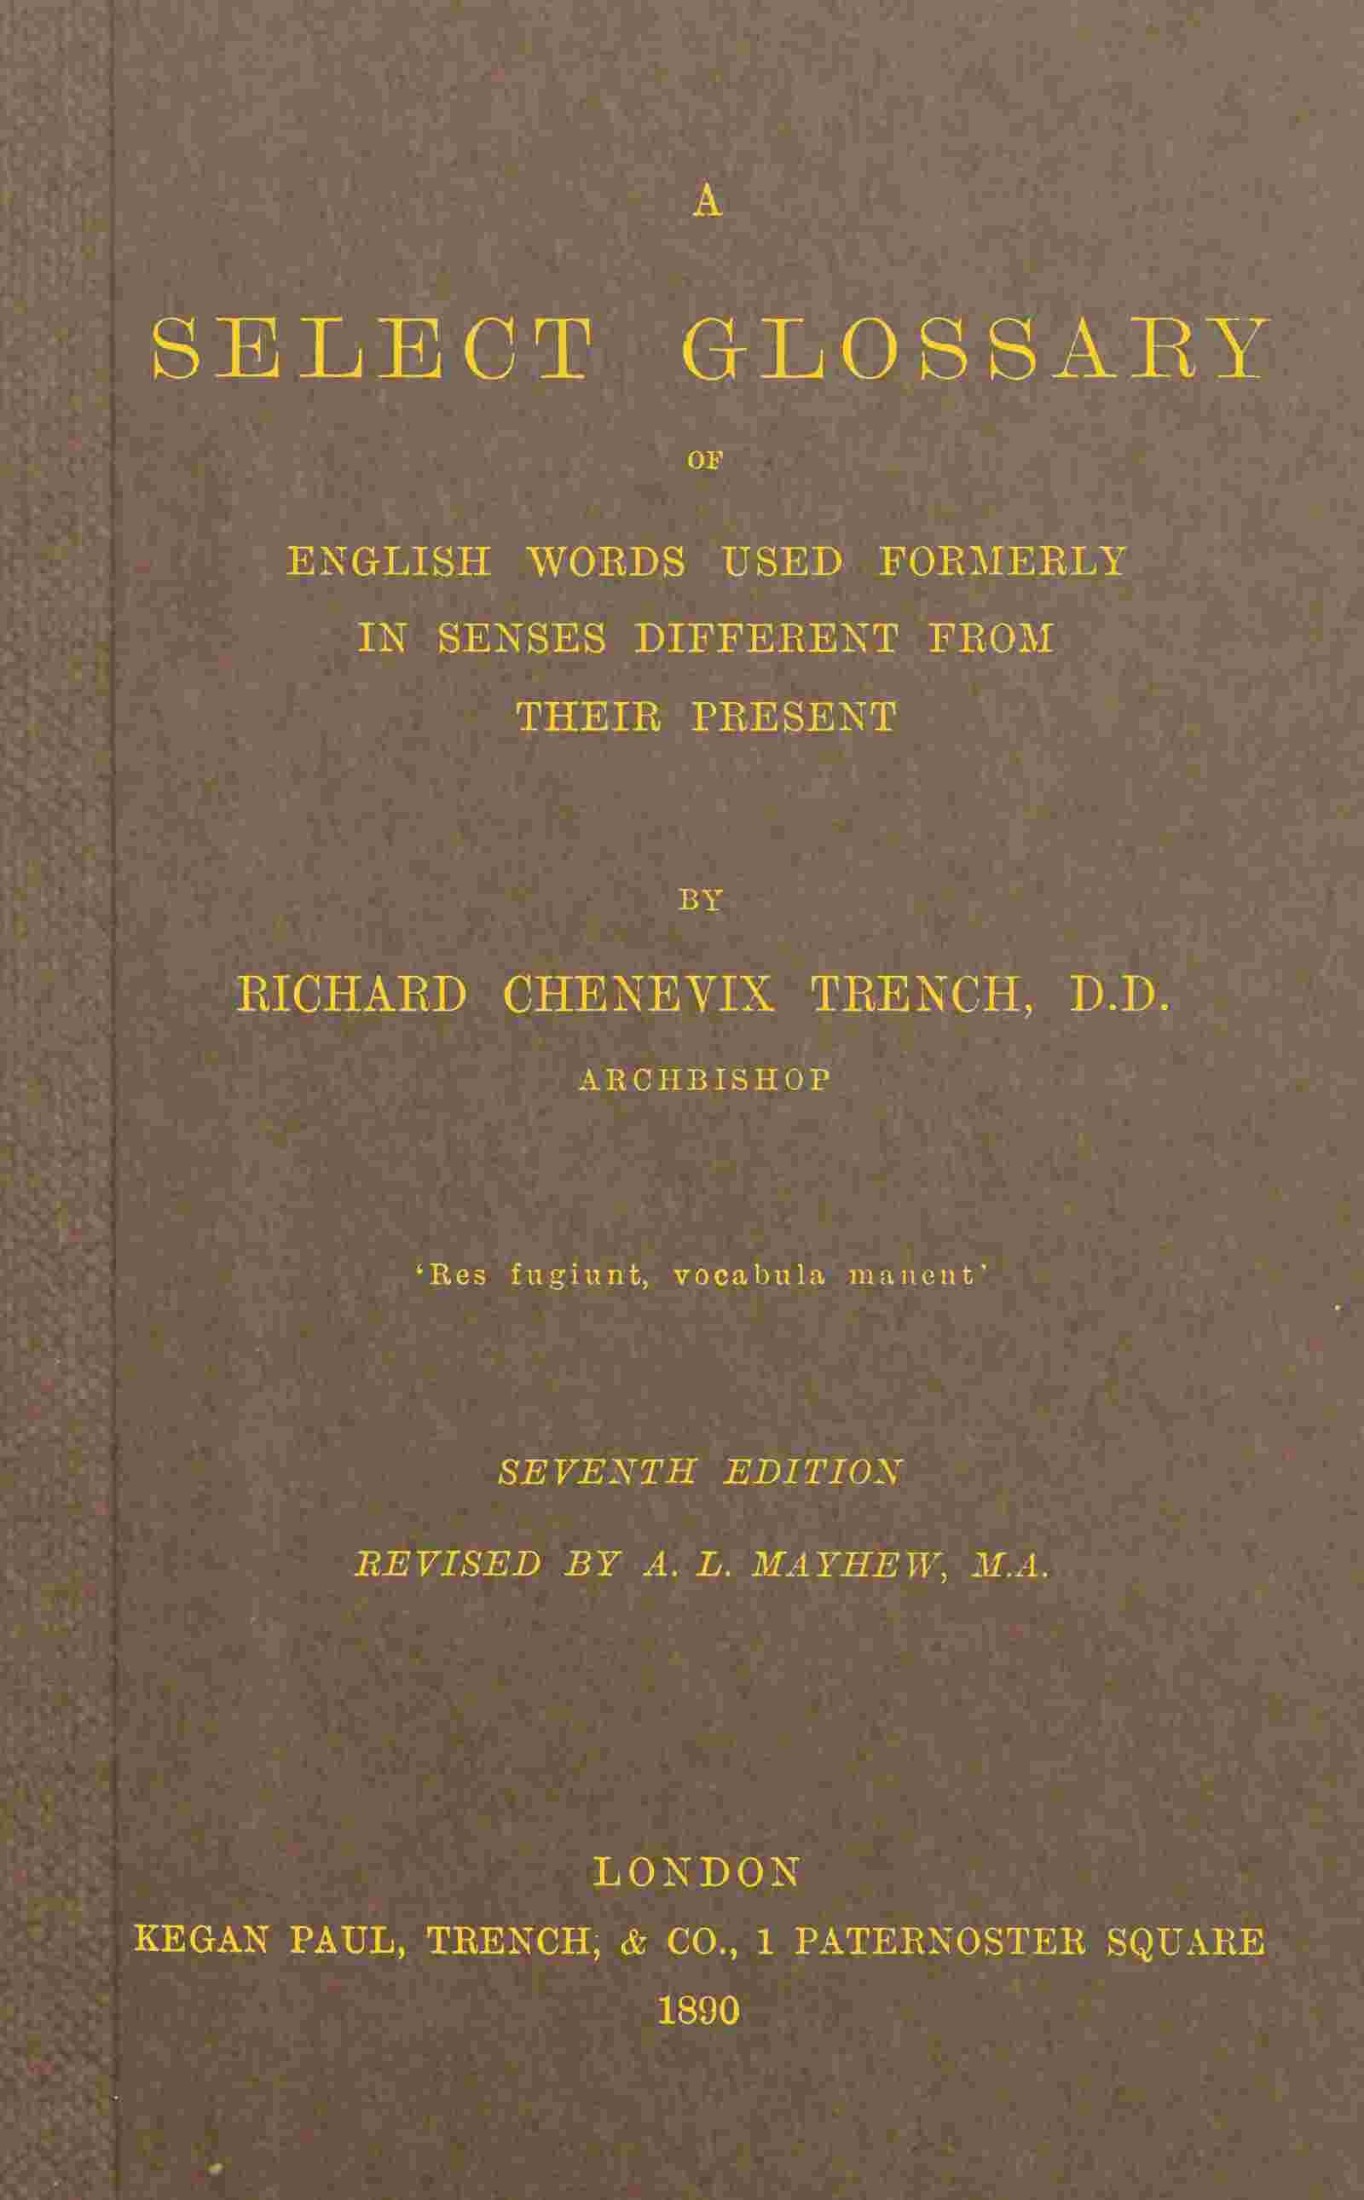 A
SELECT GLOSSARY
OF
ENGLISH WORDS USED FORMERLY
IN SENSES DIFFERENT FROM
THEIR PRESENT
BY
RICHARD CHENEVIX TRENCH, D.D.
ARCHBISHOP
‘Res fugiunt, vocabula manent’
SEVENTH EDITION
REVISED BY A. L. MAYHEW, M.A.
LONDON
KEGAN PAUL, TRENCH, & CO., 1 PATERNOSTER SQUARE
1890